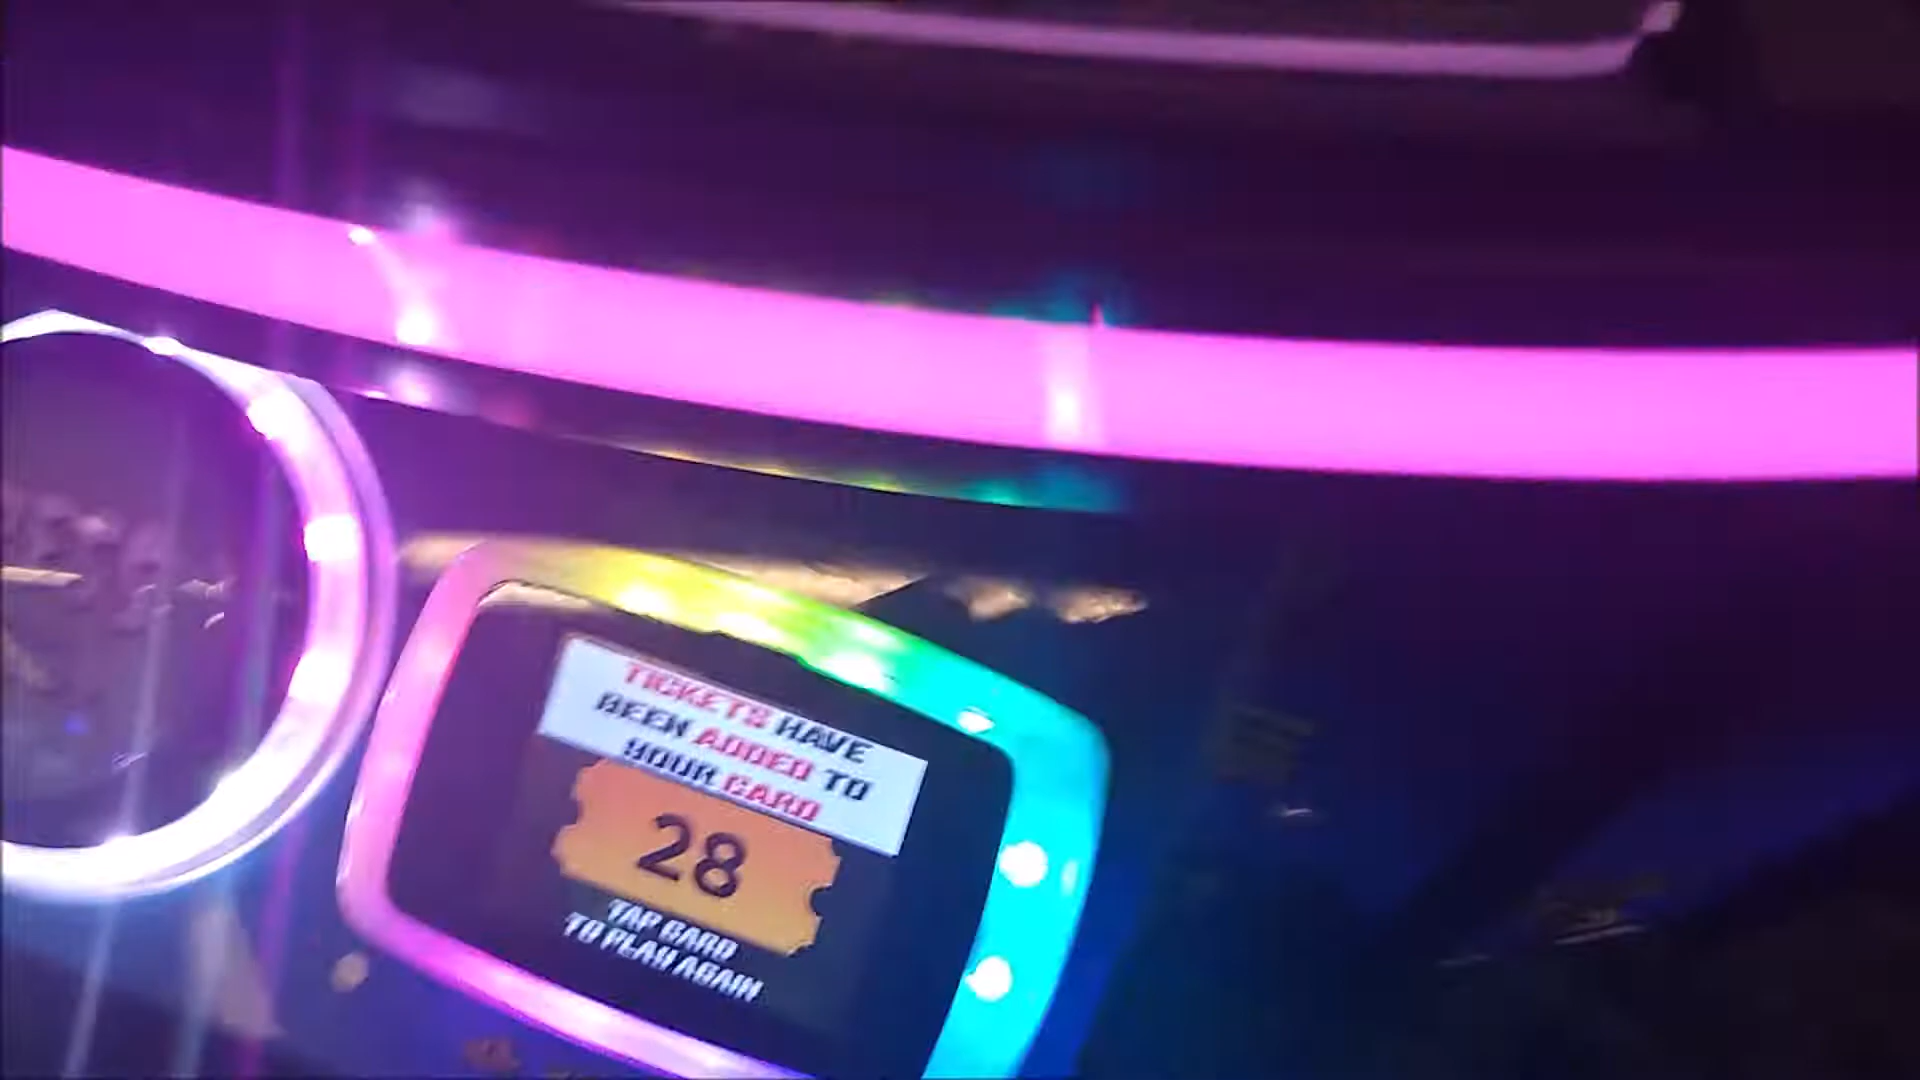 TICKETS HAVE
BEEN ADDED TO
YOUR CARD
28
TAP CARD
TO PLAY AGAIN